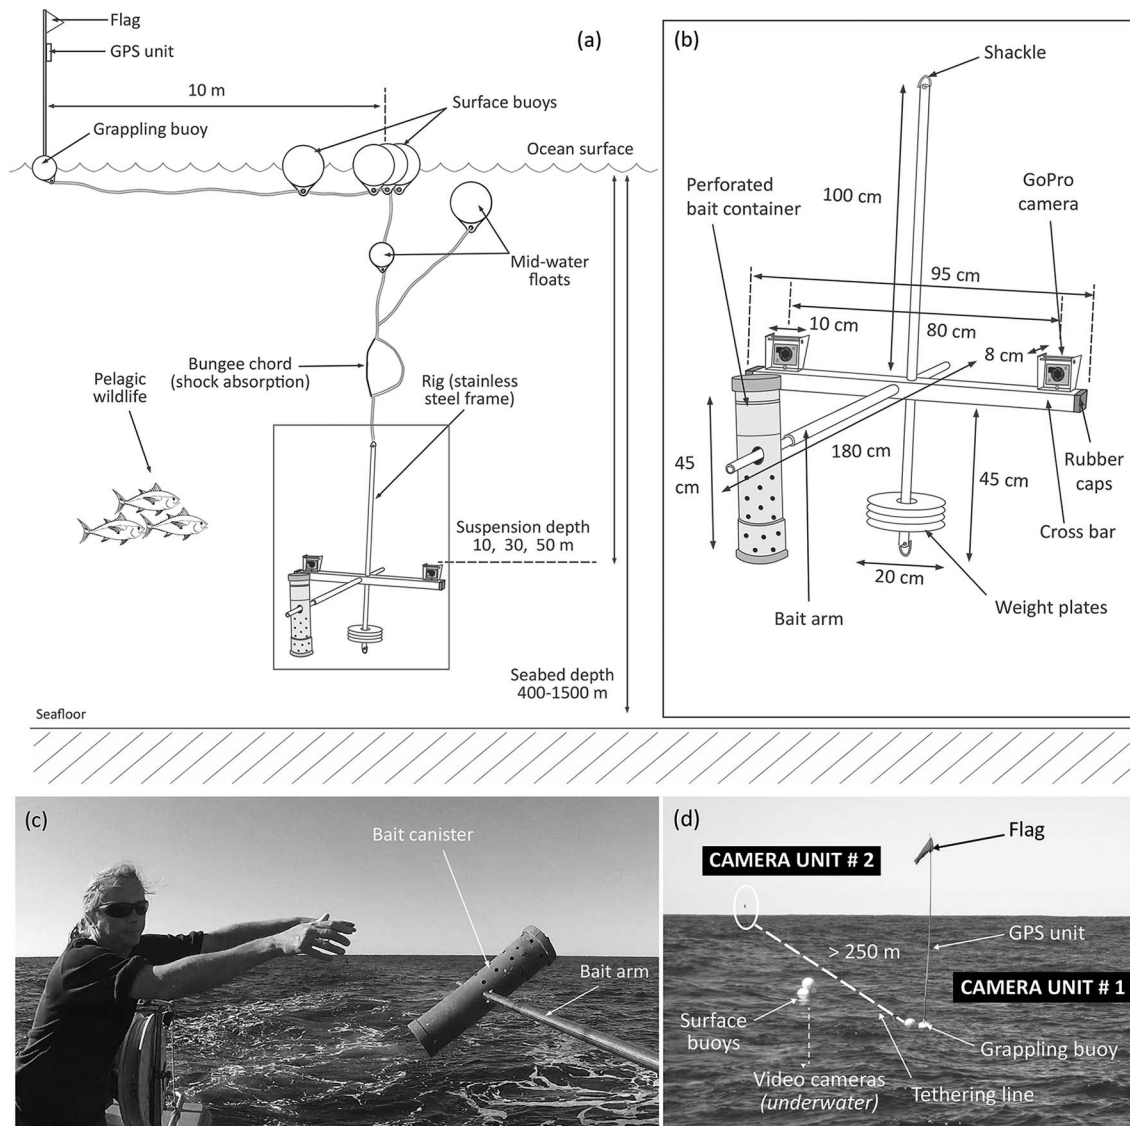 (a)
Flag
GPS unit
10 m
Surface buoys
Grappling buoy
Ocean surface
Mid-water
floats
Bungee chord
(shock absorption)
Pelagic
wildlife
Rig (stainless
steel frame)
Suspension depth
10, 30, 50 m
Seabed depth
400-1500 m
Seafloor
(b)
Shackle
Perforated
bait container
100 cm
GoPro
camera
95 cm
10 cm
80 cm
8 cm
45
cm
180 cm
45 cm
Rubber
caps
Cross bar
20 cm
Bait arm
Weight plates
(c)
Bait canister
Bait arm
(d)
Flag
CAMERA UNIT # 2
> 250 m
GPS unit
CAMERA UNIT # 1
Surface
buoys
Grappling buoy
Video cameras
(underwater)
Tethering line